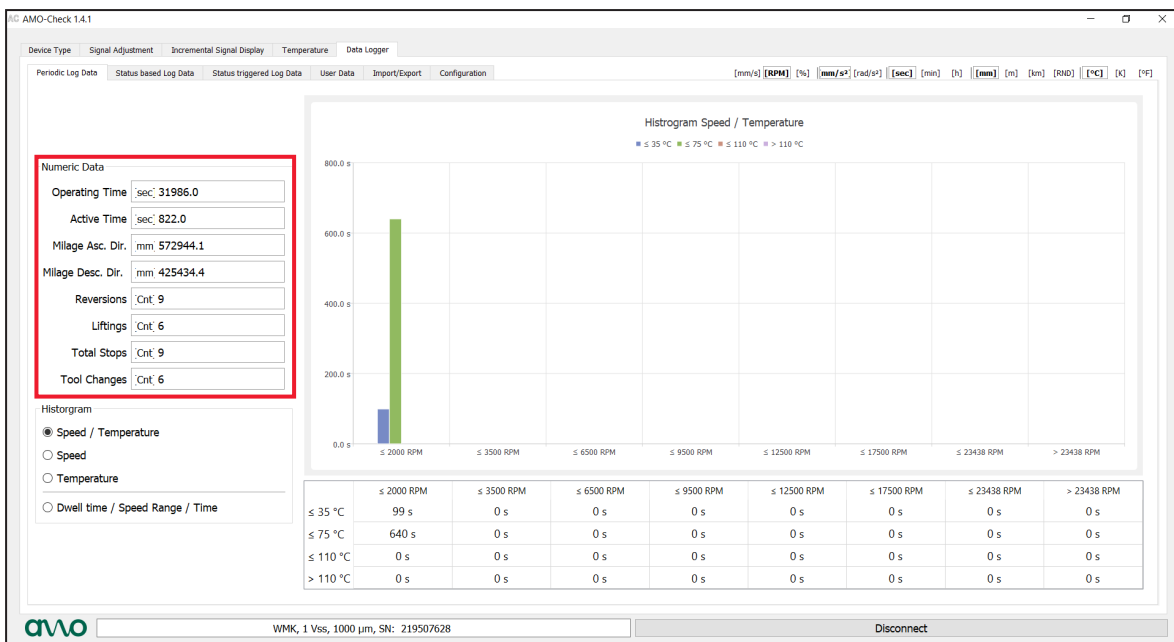 AC AMO-Check 1.4.1
Device Type Signal Adjustment Incremental Signal Display Temperature Data Logger
Periodic Log Data Status based Log Data Status triggered Log Data User Data Import/Export Configuration [mm/s] [RPM] [%] [mm/s²] [rad/s²] [sec] [min] [h] [mm] [m] [km] [RND] [°C] [K] [°F]
Histrogram Speed / Temperature
≤ 35 °C ≤ 75 °C ≤ 110 °C > 110 °C
800.0 s
600.0 s
400.0 s
200.0 s
0.0 s
≤ 2000 RPM ≤ 3500 RPM ≤ 6500 RPM ≤ 9500 RPM ≤ 12500 RPM ≤ 17500 RPM ≤ 23438 RPM > 23438 RPM
Numeric Data
Operating Time [sec] 31986.0
Active Time [sec] 822.0
Milage Asc. Dir. [mm] 572944.1
Milage Desc. Dir. [mm] 425434.4
Reversions [Cnt] 9
Liftings [Cnt] 6
Total Stops [Cnt] 9
Tool Changes [Cnt] 6
Historgram
Speed / Temperature
Speed
Temperature
Dwell time / Speed Range / Time
≤ 2000 RPM ≤ 3500 RPM ≤ 6500 RPM ≤ 9500 RPM ≤ 12500 RPM ≤ 17500 RPM ≤ 23438 RPM > 23438 RPM
≤ 35 °C 99 s 0 s 0 s 0 s 0 s 0 s 0 s 0 s
≤ 75 °C 640 s 0 s 0 s 0 s 0 s 0 s 0 s 0 s
≤ 110 °C 0 s 0 s 0 s 0 s 0 s 0 s 0 s 0 s
> 110 °C 0 s 0 s 0 s 0 s 0 s 0 s 0 s 0 s
amo WMK, 1 Vss, 1000 µm, SN: 219507628 Disconnect